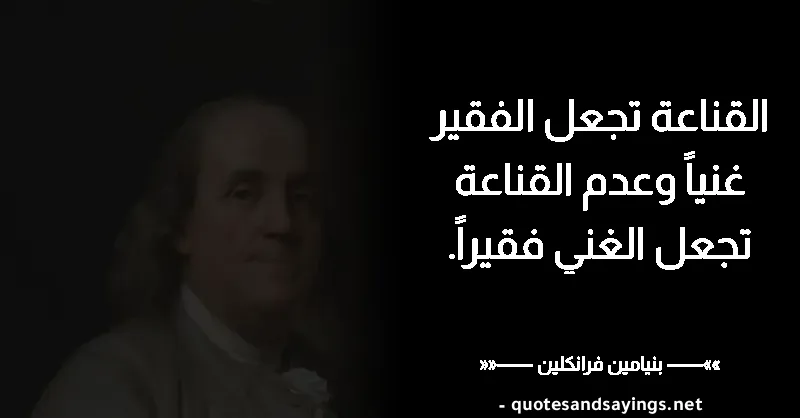 القناعة تجعل الفقير
غنياً وعدم القناعة
تجعل الغني فقيراً.
»»—— بنيامين فرانكلين ——««
- quotesandsayings.net